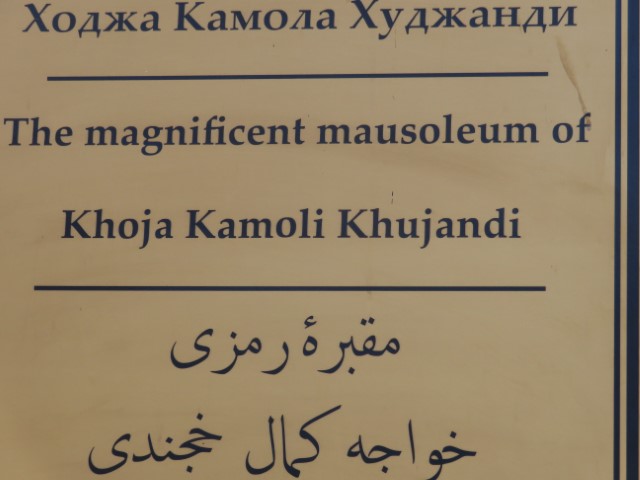 Ходжа Камола Худжанди
The magnificent mausoleum of
Khoja Kamoli Khujandi
مقبرهٔ رمزی
خواجه کمال خجندی